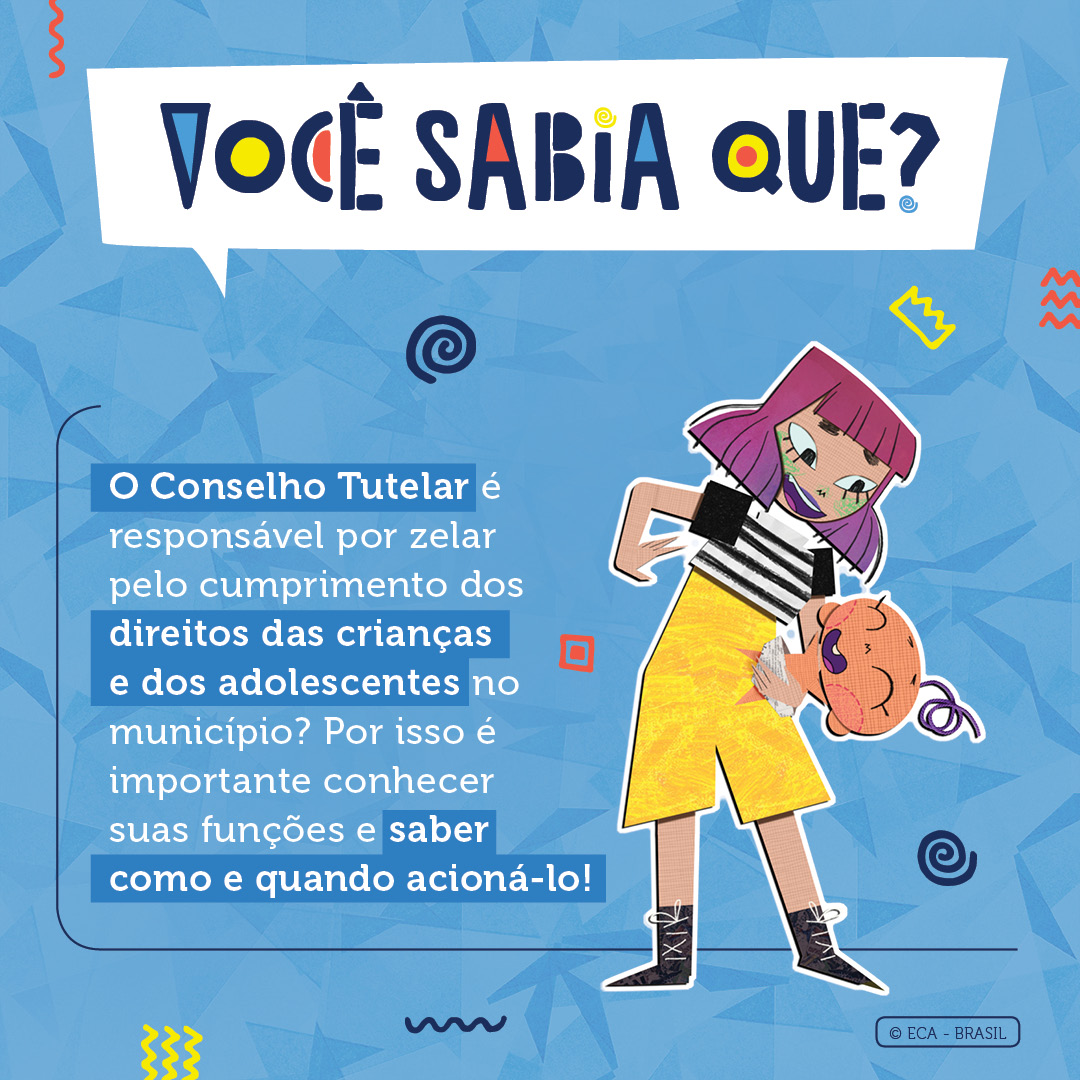 VOCÊ SABIA QUE?
O Conselho Tutelar é
responsável por zelar
pelo cumprimento dos
direitos das crianças
e dos adolescentes no
município? Por isso é
importante conhecer
suas funções e saber
como e quando acioná-lo!
© ECA - BRASIL